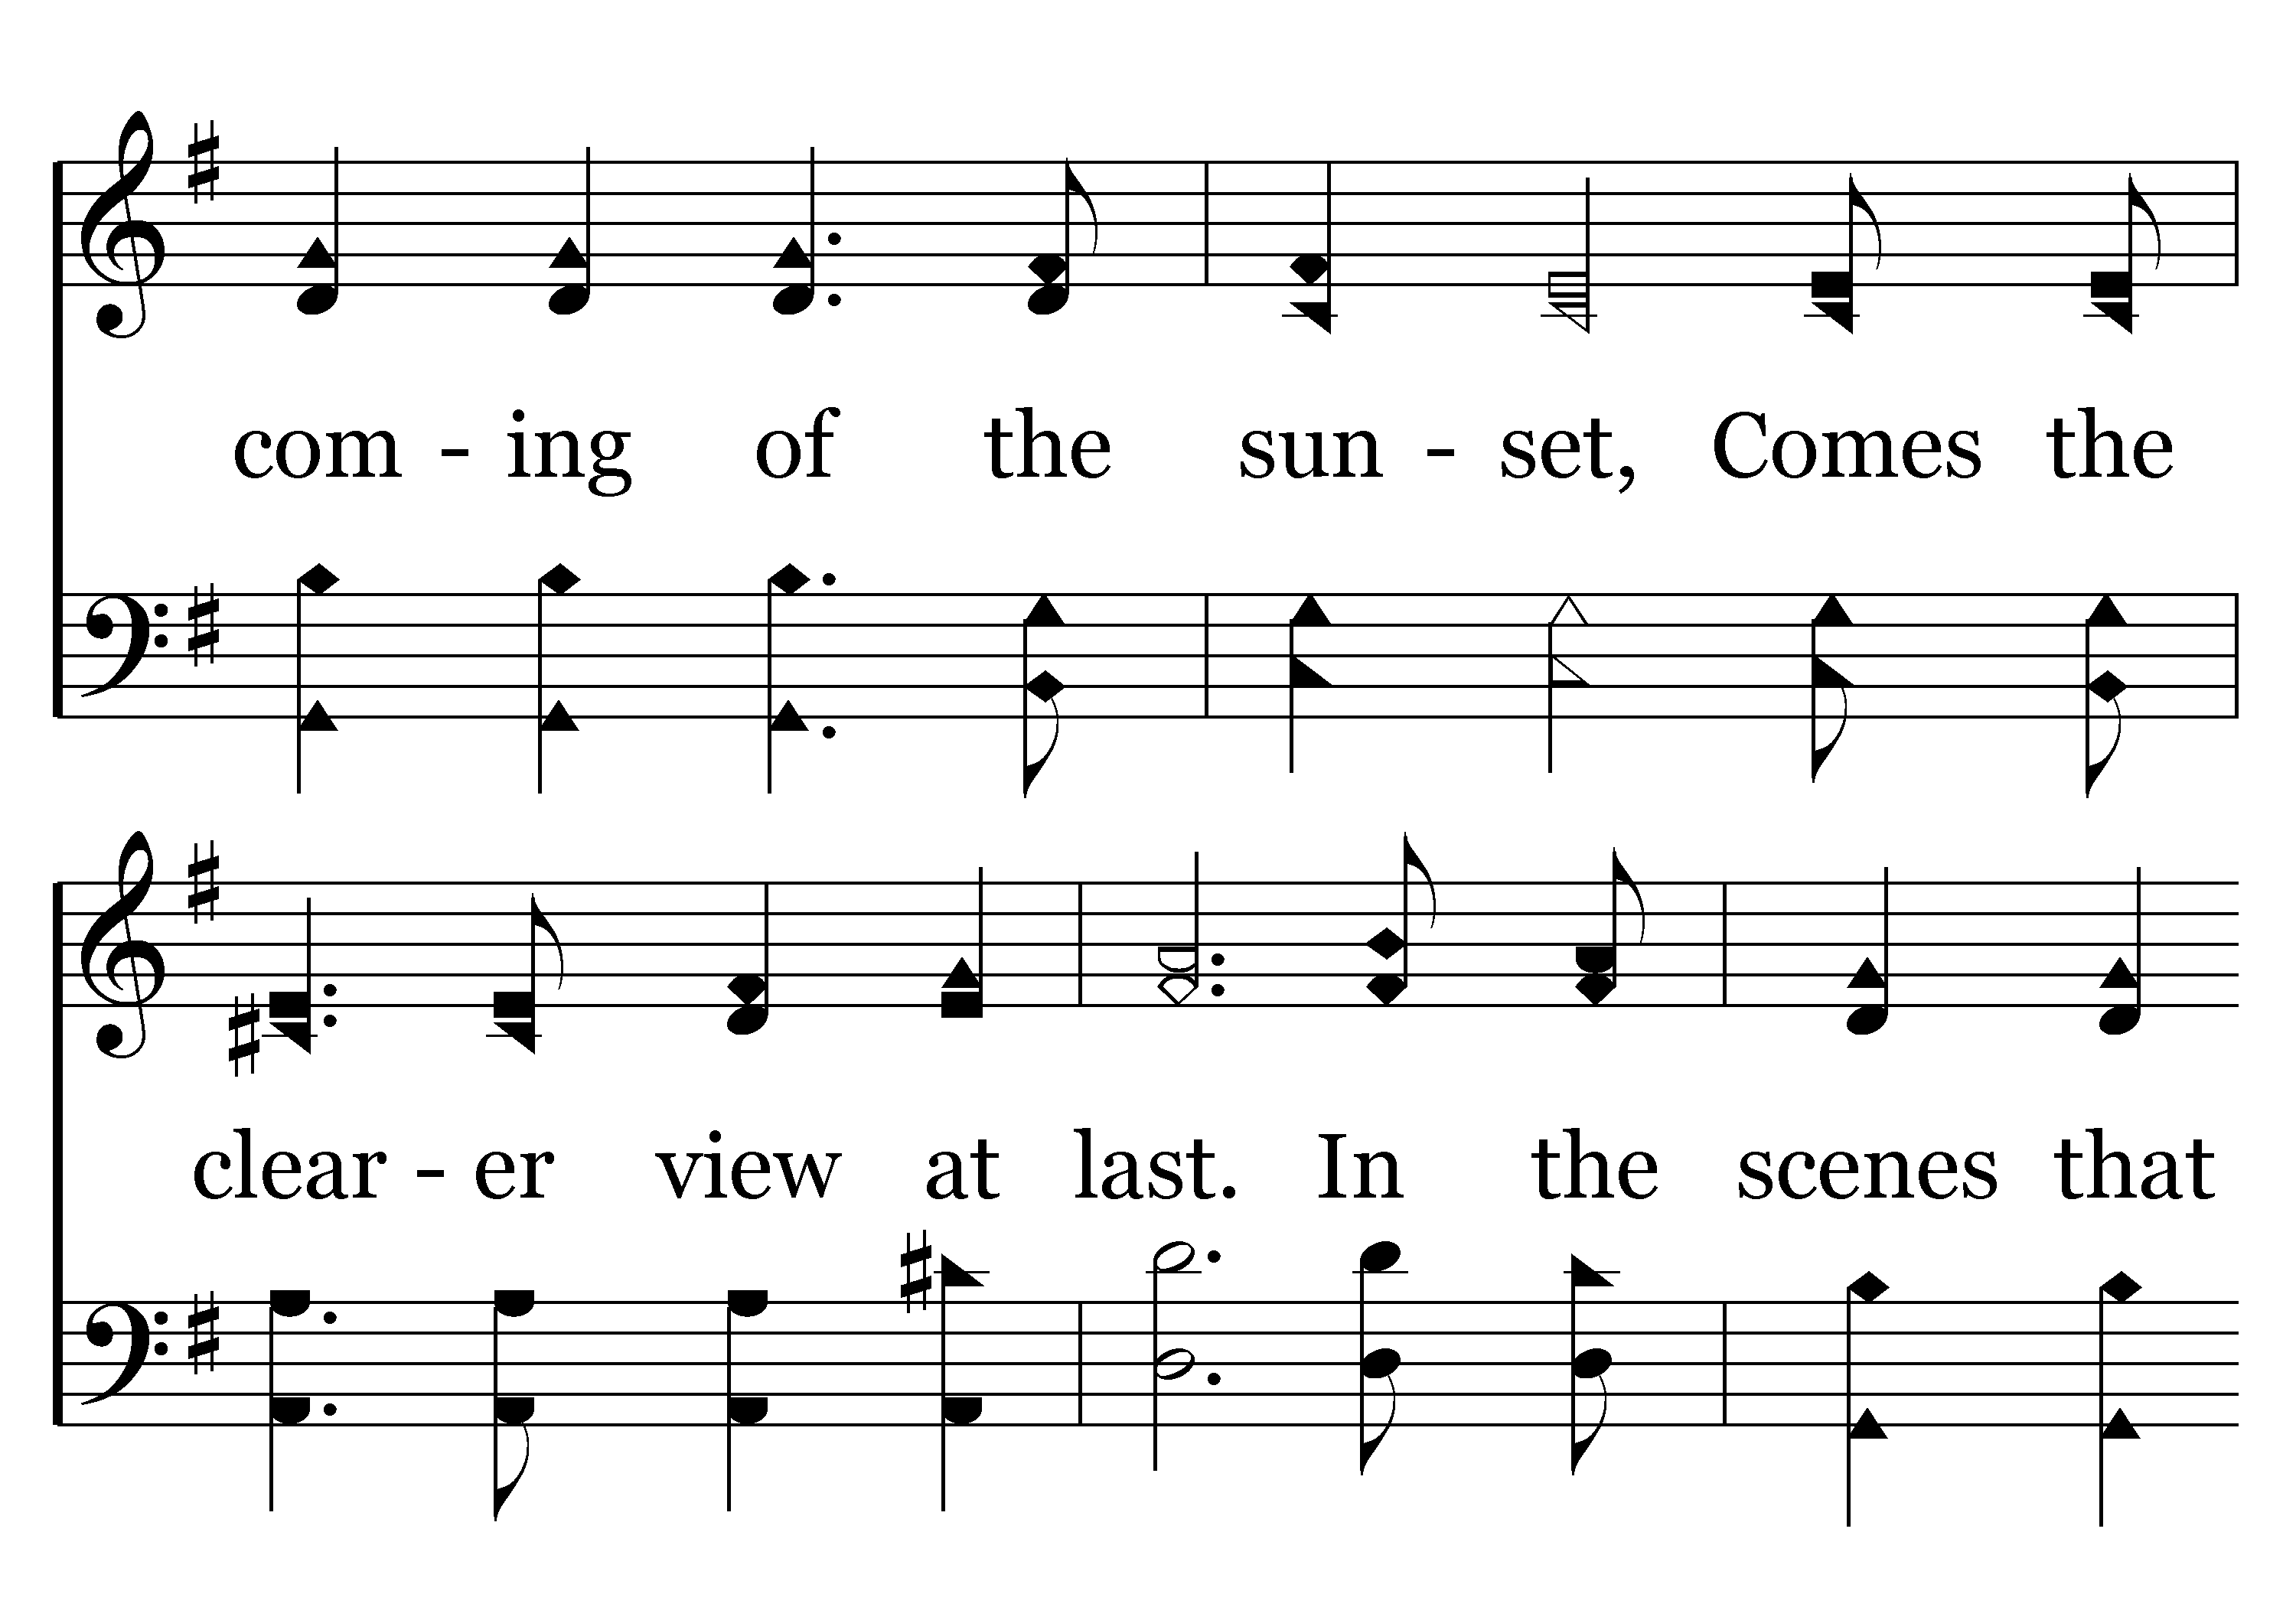 com - ing of the sun - set, Comes the
clear - er view at last. In the scenes that